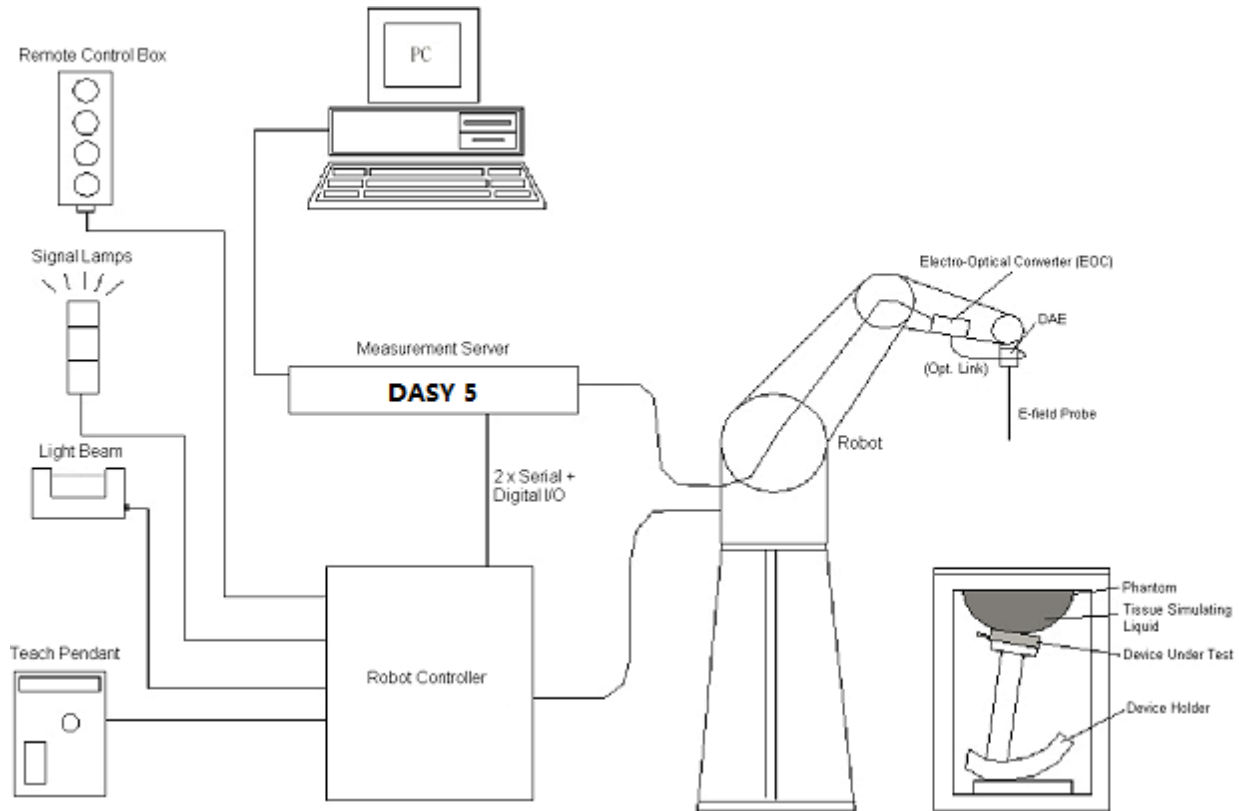 PC
Remote Control Box
Signal Lamps
Electro-Optical Converter (EOC)
DAE
(Opt. Link)
E-field Probe
Measurement Server
DASY 5
Robot
Light Beam
2 x Serial +
Digital I/O
Phantom
Tissue Simulating
Liquid
Device Under Test
Teach Pendant
Robot Controller
Device Holder